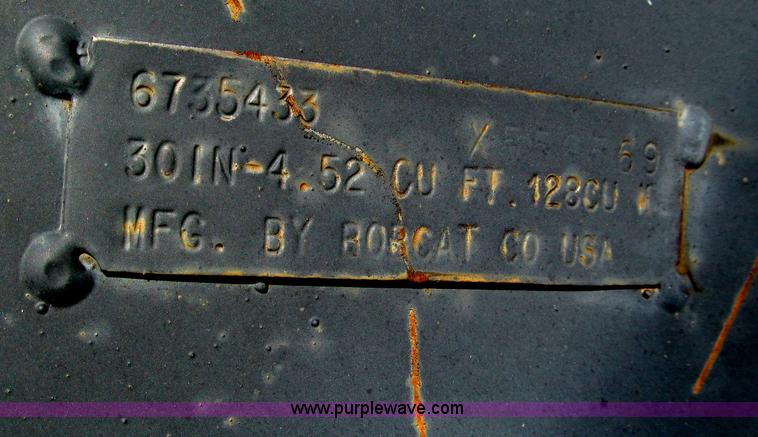 6735433
30IN-4.52 CU FT. .128CU M
MFG. BY BOBCAT CO USA
www.purplewave.com